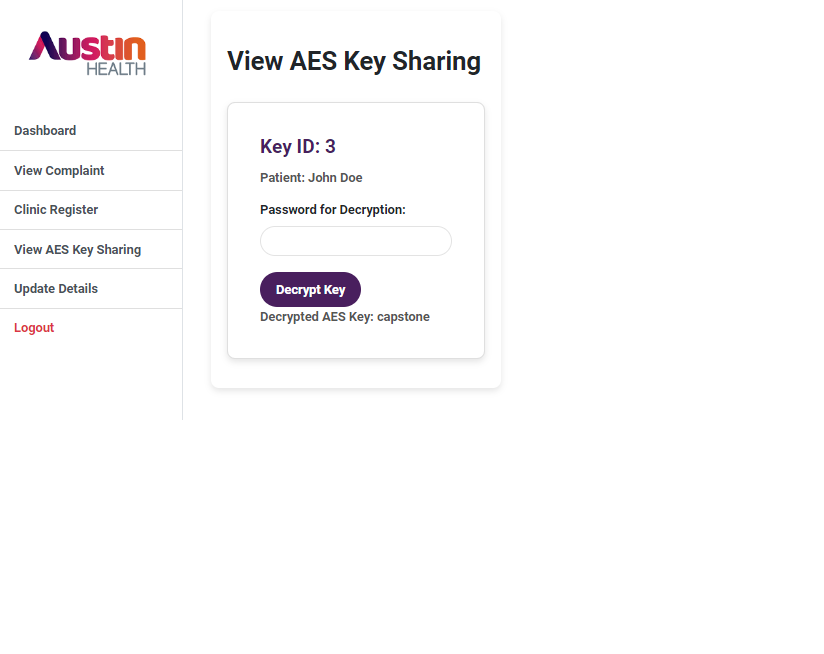 Austin
HEALTH
Dashboard
View Complaint
Clinic Register
View AES Key Sharing
Update Details
Logout
View AES Key Sharing
Key ID: 3
Patient: John Doe
Password for Decryption:
Decrypt Key
Decrypted AES Key: capstone